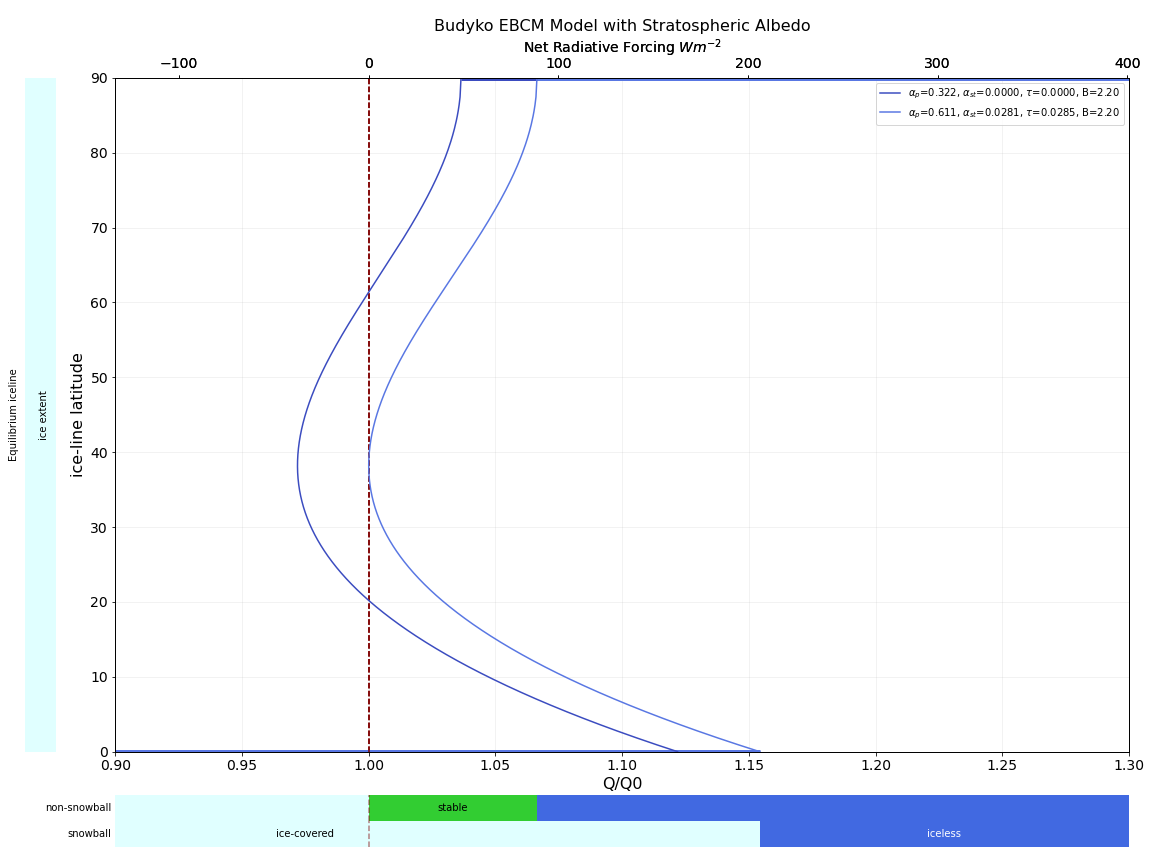 Budyko EBCM Model with Stratospheric Albedo
Net Radiative Forcing Wm⁻²
−100 0 100 200 300 400
90
80
70
60
50
40
30
20
10
0
Equilibrium iceline
ice extent
ice-line latitude
αp=0.322, αst=0.0000, τ=0.0000, B=2.20
αp=0.611, αst=0.0281, τ=0.0285, B=2.20
0.90 0.95 1.00 1.05 1.10 1.15 1.20 1.25 1.30
Q/Q0
non-snowball stable
snowball ice-covered iceless